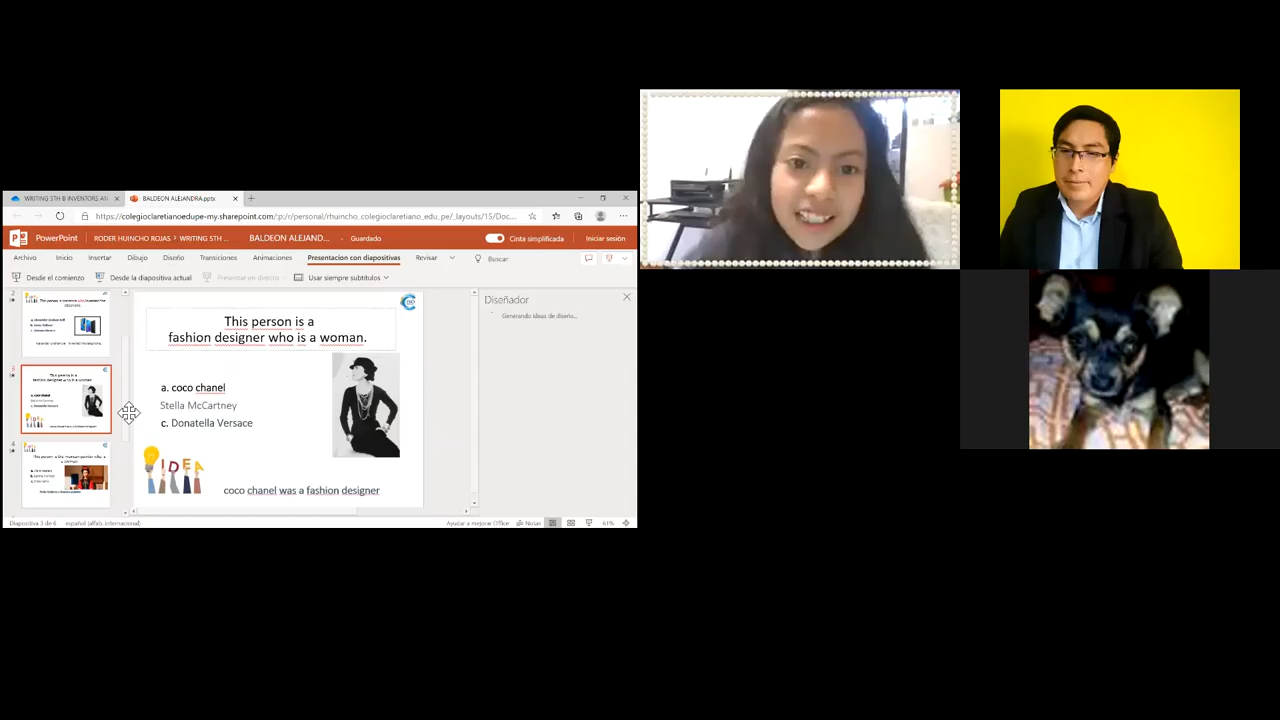 WRITING 5TH B INVENTORS AN
BALDEON ALEJANDRA.pptx
https://colegioclaretianoedupe-my.sharepoint.com/:p:/r/personal/rhuincho_colegioclaretiano_edu_pe/_layouts/15/Doc...
PowerPoint
RODER HUINCHO ROJAS > WRITING 5TH ...
BALDEON ALEJAND... - Guardado
Cinta simplificada
Iniciar sesión
Archivo Inicio Insertar Dibujo Diseño Transiciones Animaciones Presentación con diapositivas Revisar Buscar
Desde el comienzo Desde la diapositiva actual Presentar en directo Usar siempre subtítulos
2
3
4
This person is a
fashion designer who is a woman.
a. coco chanel
Stella McCartney
c. Donatella Versace
IDEA
coco chanel was a fashion designer
Diseñador
Generando ideas de diseño...
Diapositiva 3 de 6 español (alfab. internacional)
Ayudar a mejorar Office Notas 61%